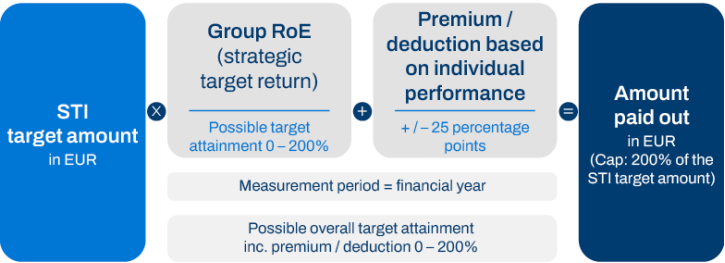 STI
target amount
in EUR
x
Group RoE
(strategic
target return)
Possible target
attainment 0 – 200%
+
Premium /
deduction based
on individual
performance
+ / – 25 percentage
points
=
Amount
paid out
in EUR
(Cap: 200% of the
STI target amount)
Measurement period = financial year
Possible overall target attainment
inc. premium / deduction 0 – 200%